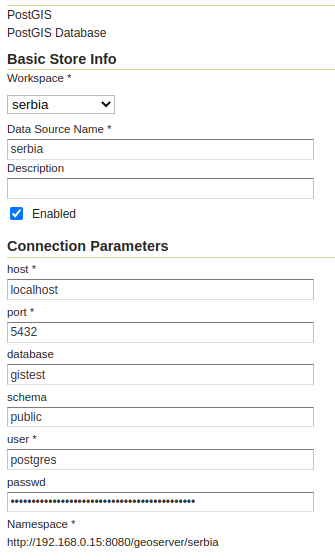 PostGIS
PostGIS Database
Basic Store Info
Workspace *
serbia
Data Source Name *
serbia
Description
Enabled
Connection Parameters
host *
localhost
port *
5432
database
gistest
schema
public
user *
postgres
passwd
••••••••••••••••••••••••••••••••••••••••••••
Namespace *
http://192.168.0.15:8080/geoserver/serbia